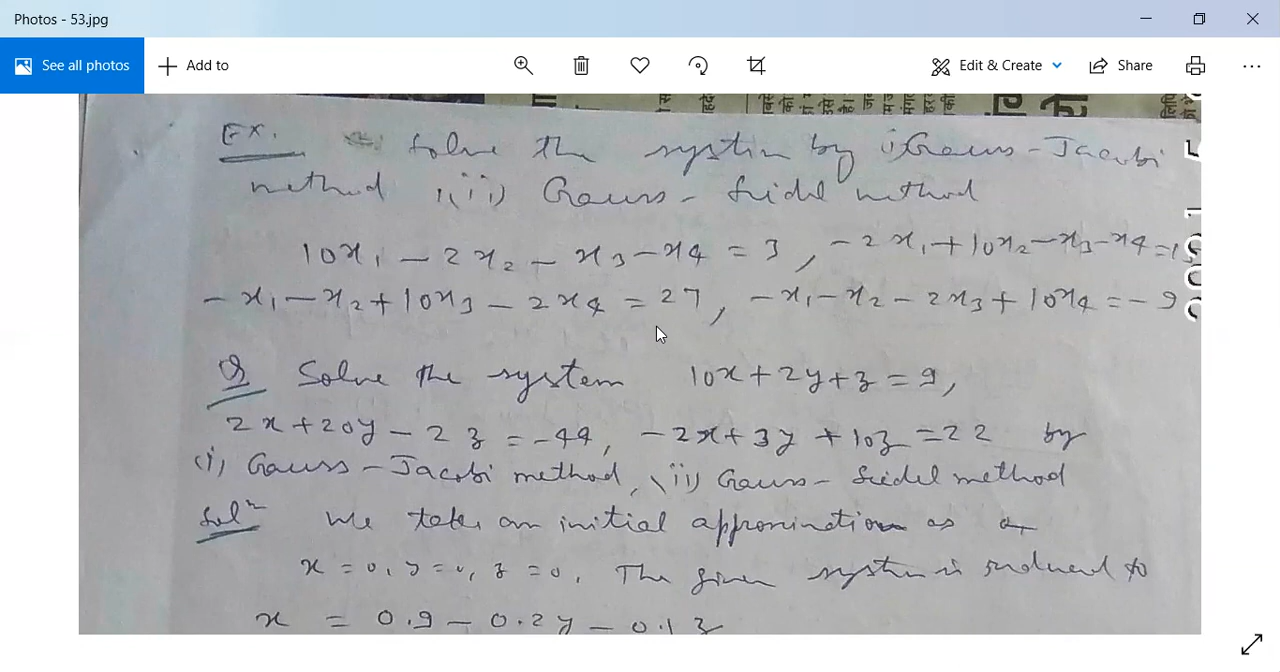 Photos - 53.jpg
See all photos
Add to
Edit & Create
Share
Ex. Solve the system by i) Gauss - Jacobi
method, (ii) Gauss - Seidel method
10x₁ - 2x₂ - x₃ - x₄ = 3, -2x₁ + 10x₂ - x₃ - x₄ = 15
-x₁ - x₂ + 10x₃ - 2x₄ = 27, -x₁ - x₂ - 2x₃ + 10x₄ = -9
Q Solve the system 10x + 2y + z = 9,
2x + 20y - 2z = -44, -2x + 3y + 10z = 22 by
(i) Gauss - Jacobi method, (ii) Gauss - Seidel method
Solⁿ We take an initial approximation as
x = 0, y = 0, z = 0. The given system is reduced to
x = 0.9 - 0.2y - 0.1z